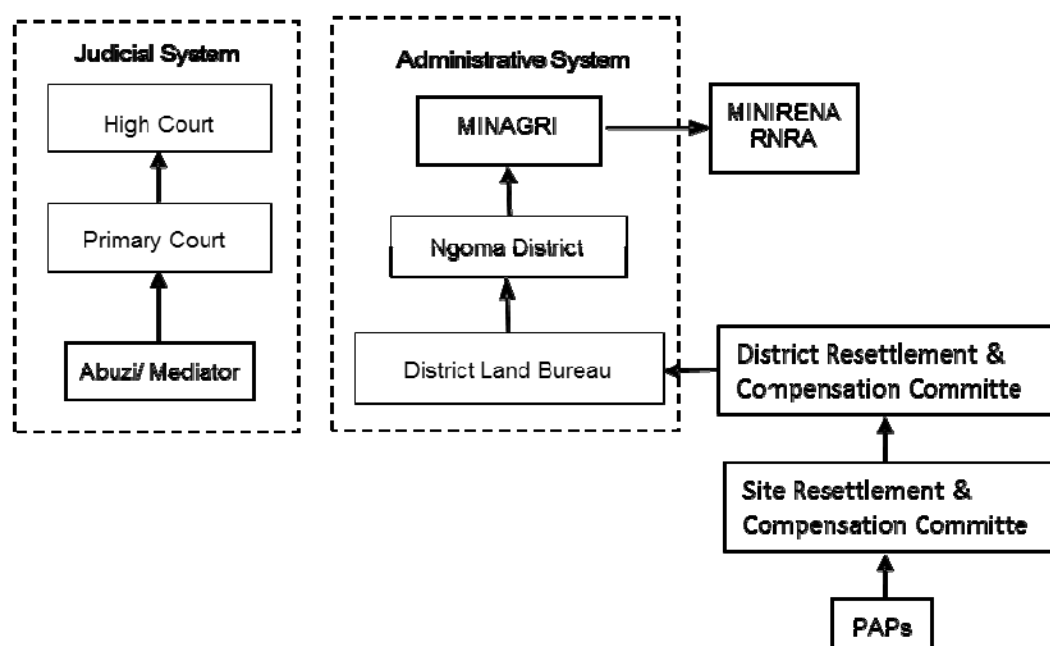 Judicial System
High Court
Primary Court
Abuzi/ Mediator
Administrative System
MINAGRI
Ngoma District
District Land Bureau
MINIRENA
RNRA
District Resettlement &
Compensation Committe
Site Resettlement &
Compensation Committe
PAPs